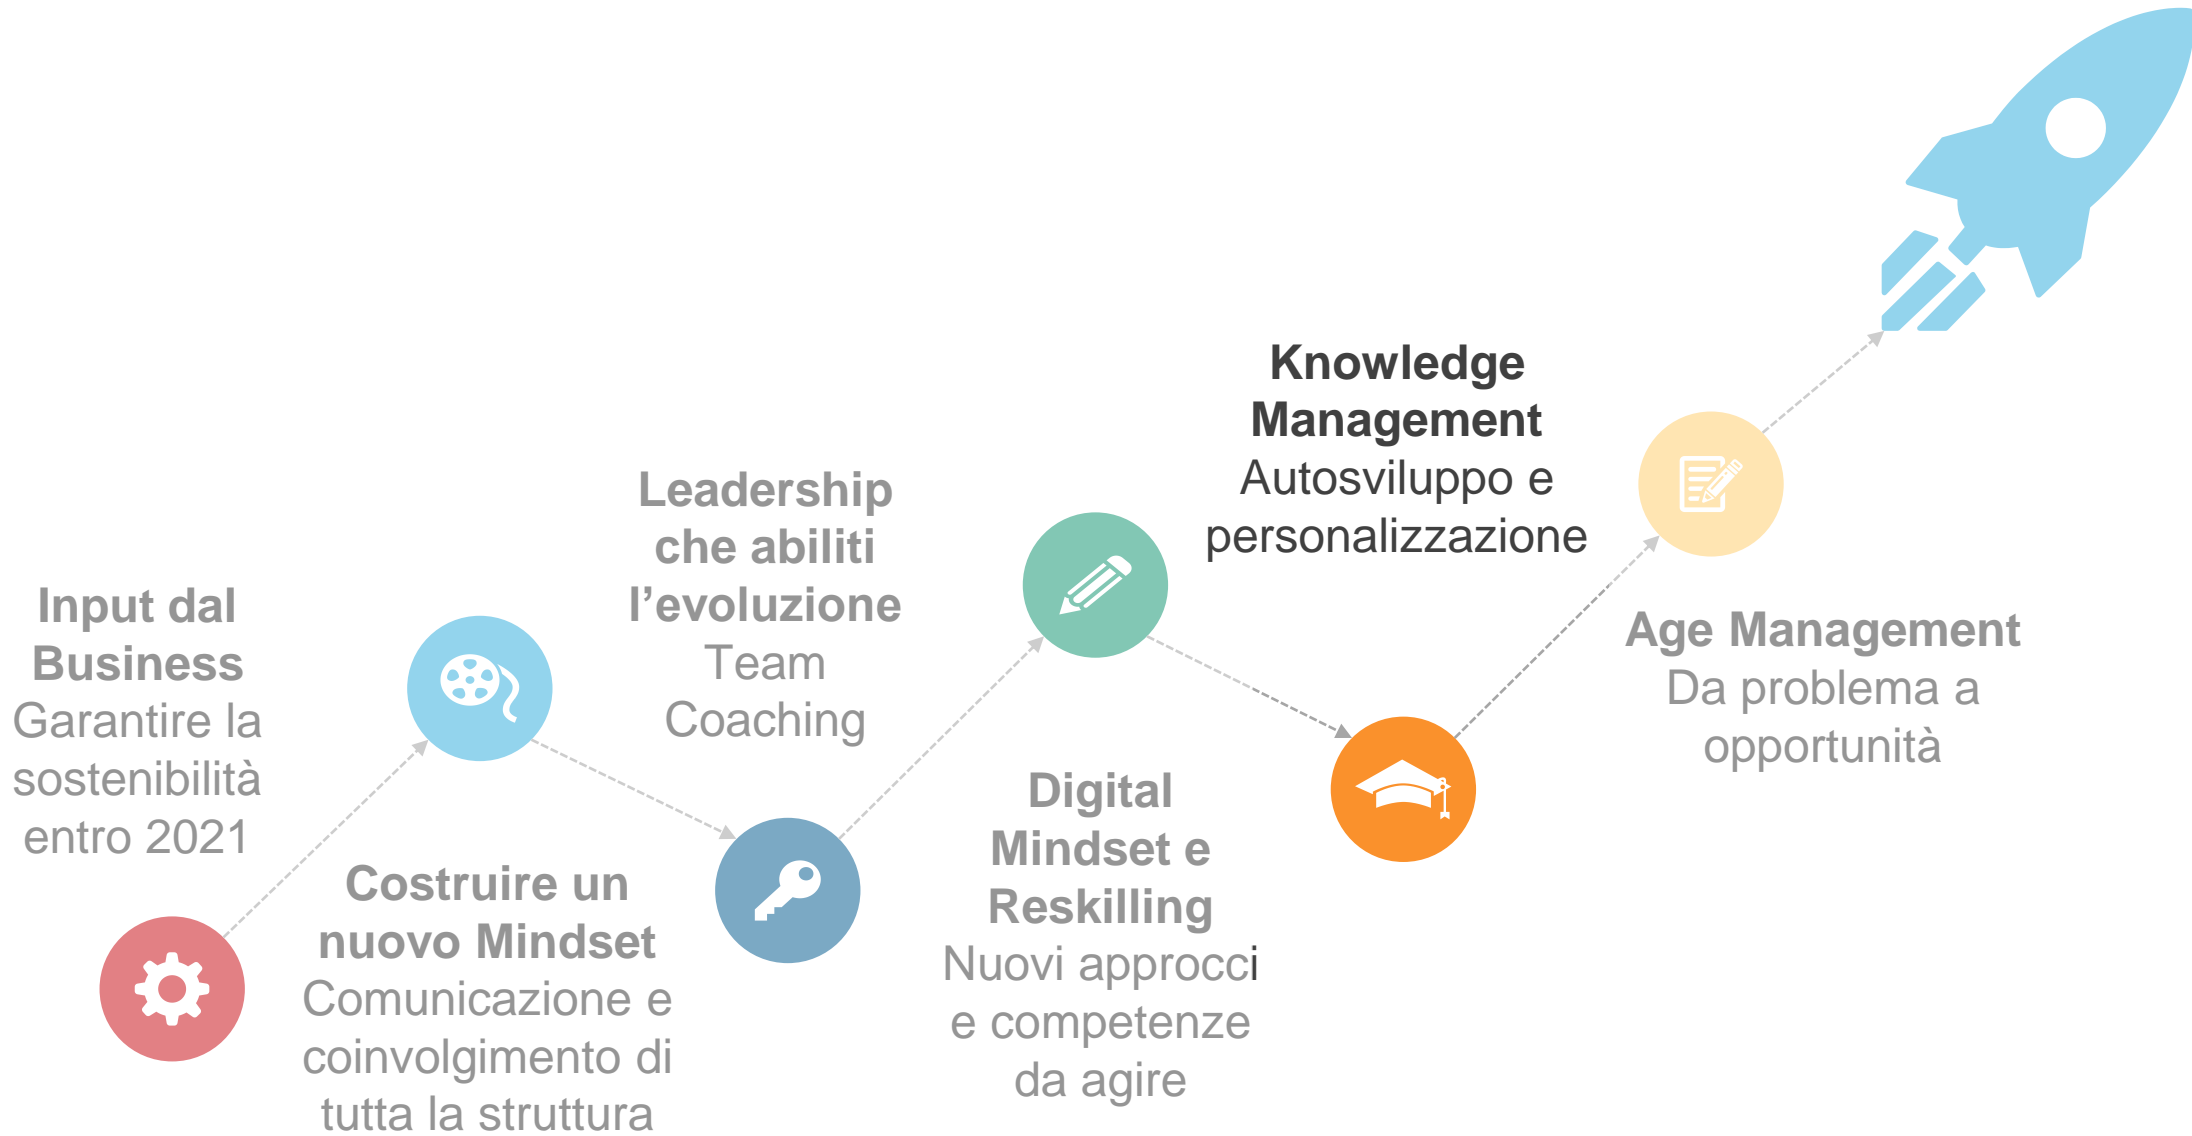 Input dal
Business
Garantire la
sostenibilità
entro 2021
Costruire un
nuovo Mindset
Comunicazione e
coinvolgimento di
tutta la struttura
Leadership
che abiliti
l’evoluzione
Team
Coaching
Digital
Mindset e
Reskilling
Nuovi approcci
e competenze
da agire
Knowledge
Management
Autosviluppo e
personalizzazione
Age Management
Da problema a
opportunità